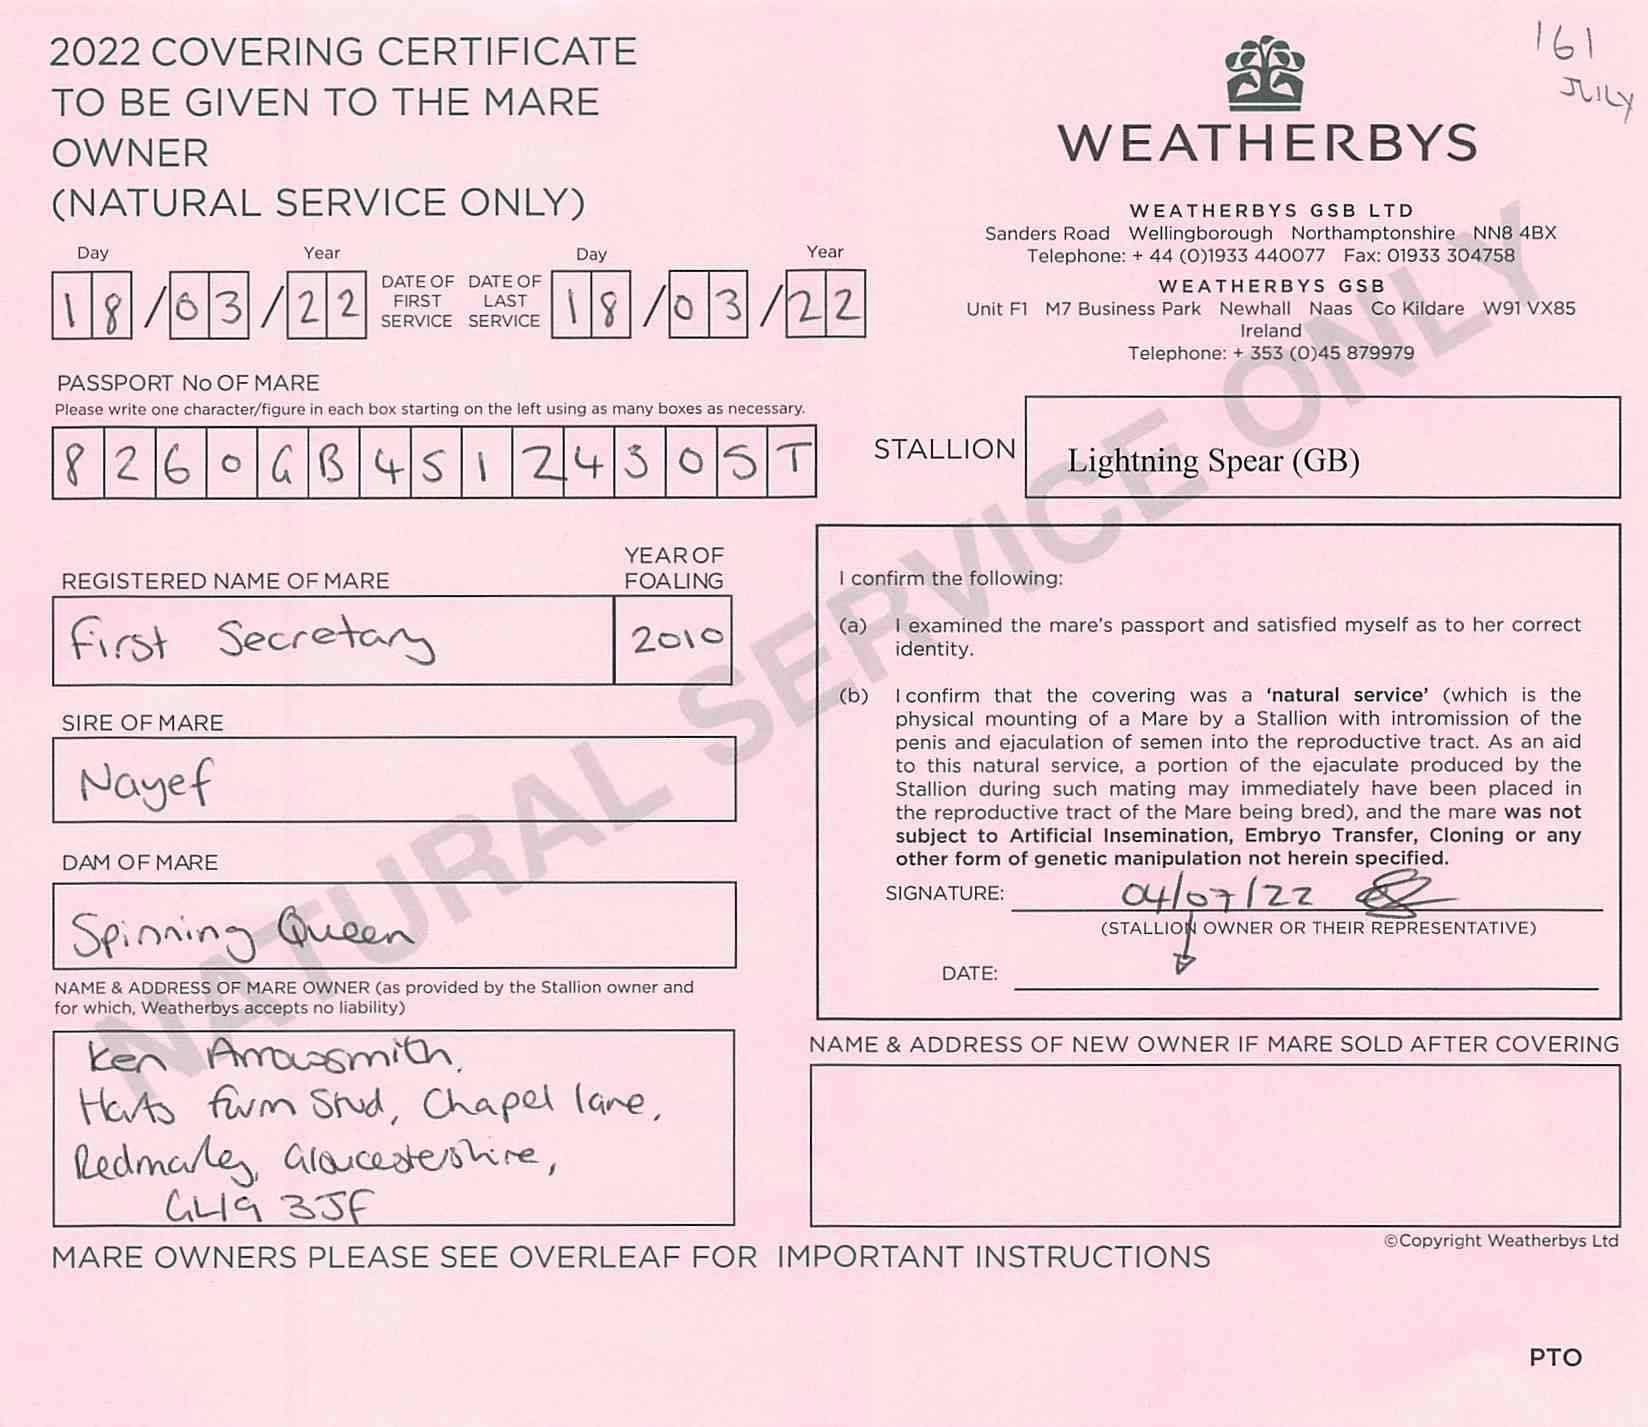 2022 COVERING CERTIFICATE
TO BE GIVEN TO THE MARE
OWNER
(NATURAL SERVICE ONLY)
161
JULY
WEATHERBYS
WEATHERBYS GSB LTD
Sanders Road Wellingborough Northamptonshire NN8 4BX
Telephone: + 44 (0)1933 440077 Fax: 01933 304758
WEATHERBYS GSB
Unit F1 M7 Business Park Newhall Naas Co Kildare W91 VX85
Ireland
Telephone: + 353 (0)45 879979
Day Year Day Year
18/03/22 DATE OF FIRST SERVICE DATE OF LAST SERVICE 18/03/22
PASSPORT No OF MARE
Please write one character/figure in each box starting on the left using as many boxes as necessary.
8260GB45124305T
STALLION Lightning Spear (GB)
REGISTERED NAME OF MARE YEAR OF FOALING
First Secretary 2010
SIRE OF MARE
Nayef
DAM OF MARE
Spinning Queen
NAME & ADDRESS OF MARE OWNER (as provided by the Stallion owner and
for which, Weatherbys accepts no liability)
Ken Arrowsmith,
Farm Stud, Chapel lane,
Redmarley, Gloucestershire,
GL19 3JF
I confirm the following:
(a) I examined the mare's passport and satisfied myself as to her correct
identity.
(b) I confirm that the covering was a 'natural service' (which is the
physical mounting of a Mare by a Stallion with intromission of the
penis and ejaculation of semen into the reproductive tract. As an aid
to this natural service, a portion of the ejaculate produced by the
Stallion during such mating may immediately have been placed in
the reproductive tract of the Mare being bred), and the mare was not
subject to Artificial Insemination, Embryo Transfer, Cloning or any
other form of genetic manipulation not herein specified.
SIGNATURE: 04/07/22
(STALLION OWNER OR THEIR REPRESENTATIVE)
DATE:
NAME & ADDRESS OF NEW OWNER IF MARE SOLD AFTER COVERING
©Copyright Weatherbys Ltd
MARE OWNERS PLEASE SEE OVERLEAF FOR IMPORTANT INSTRUCTIONS
PTO
NATURAL SERVICE ONLY